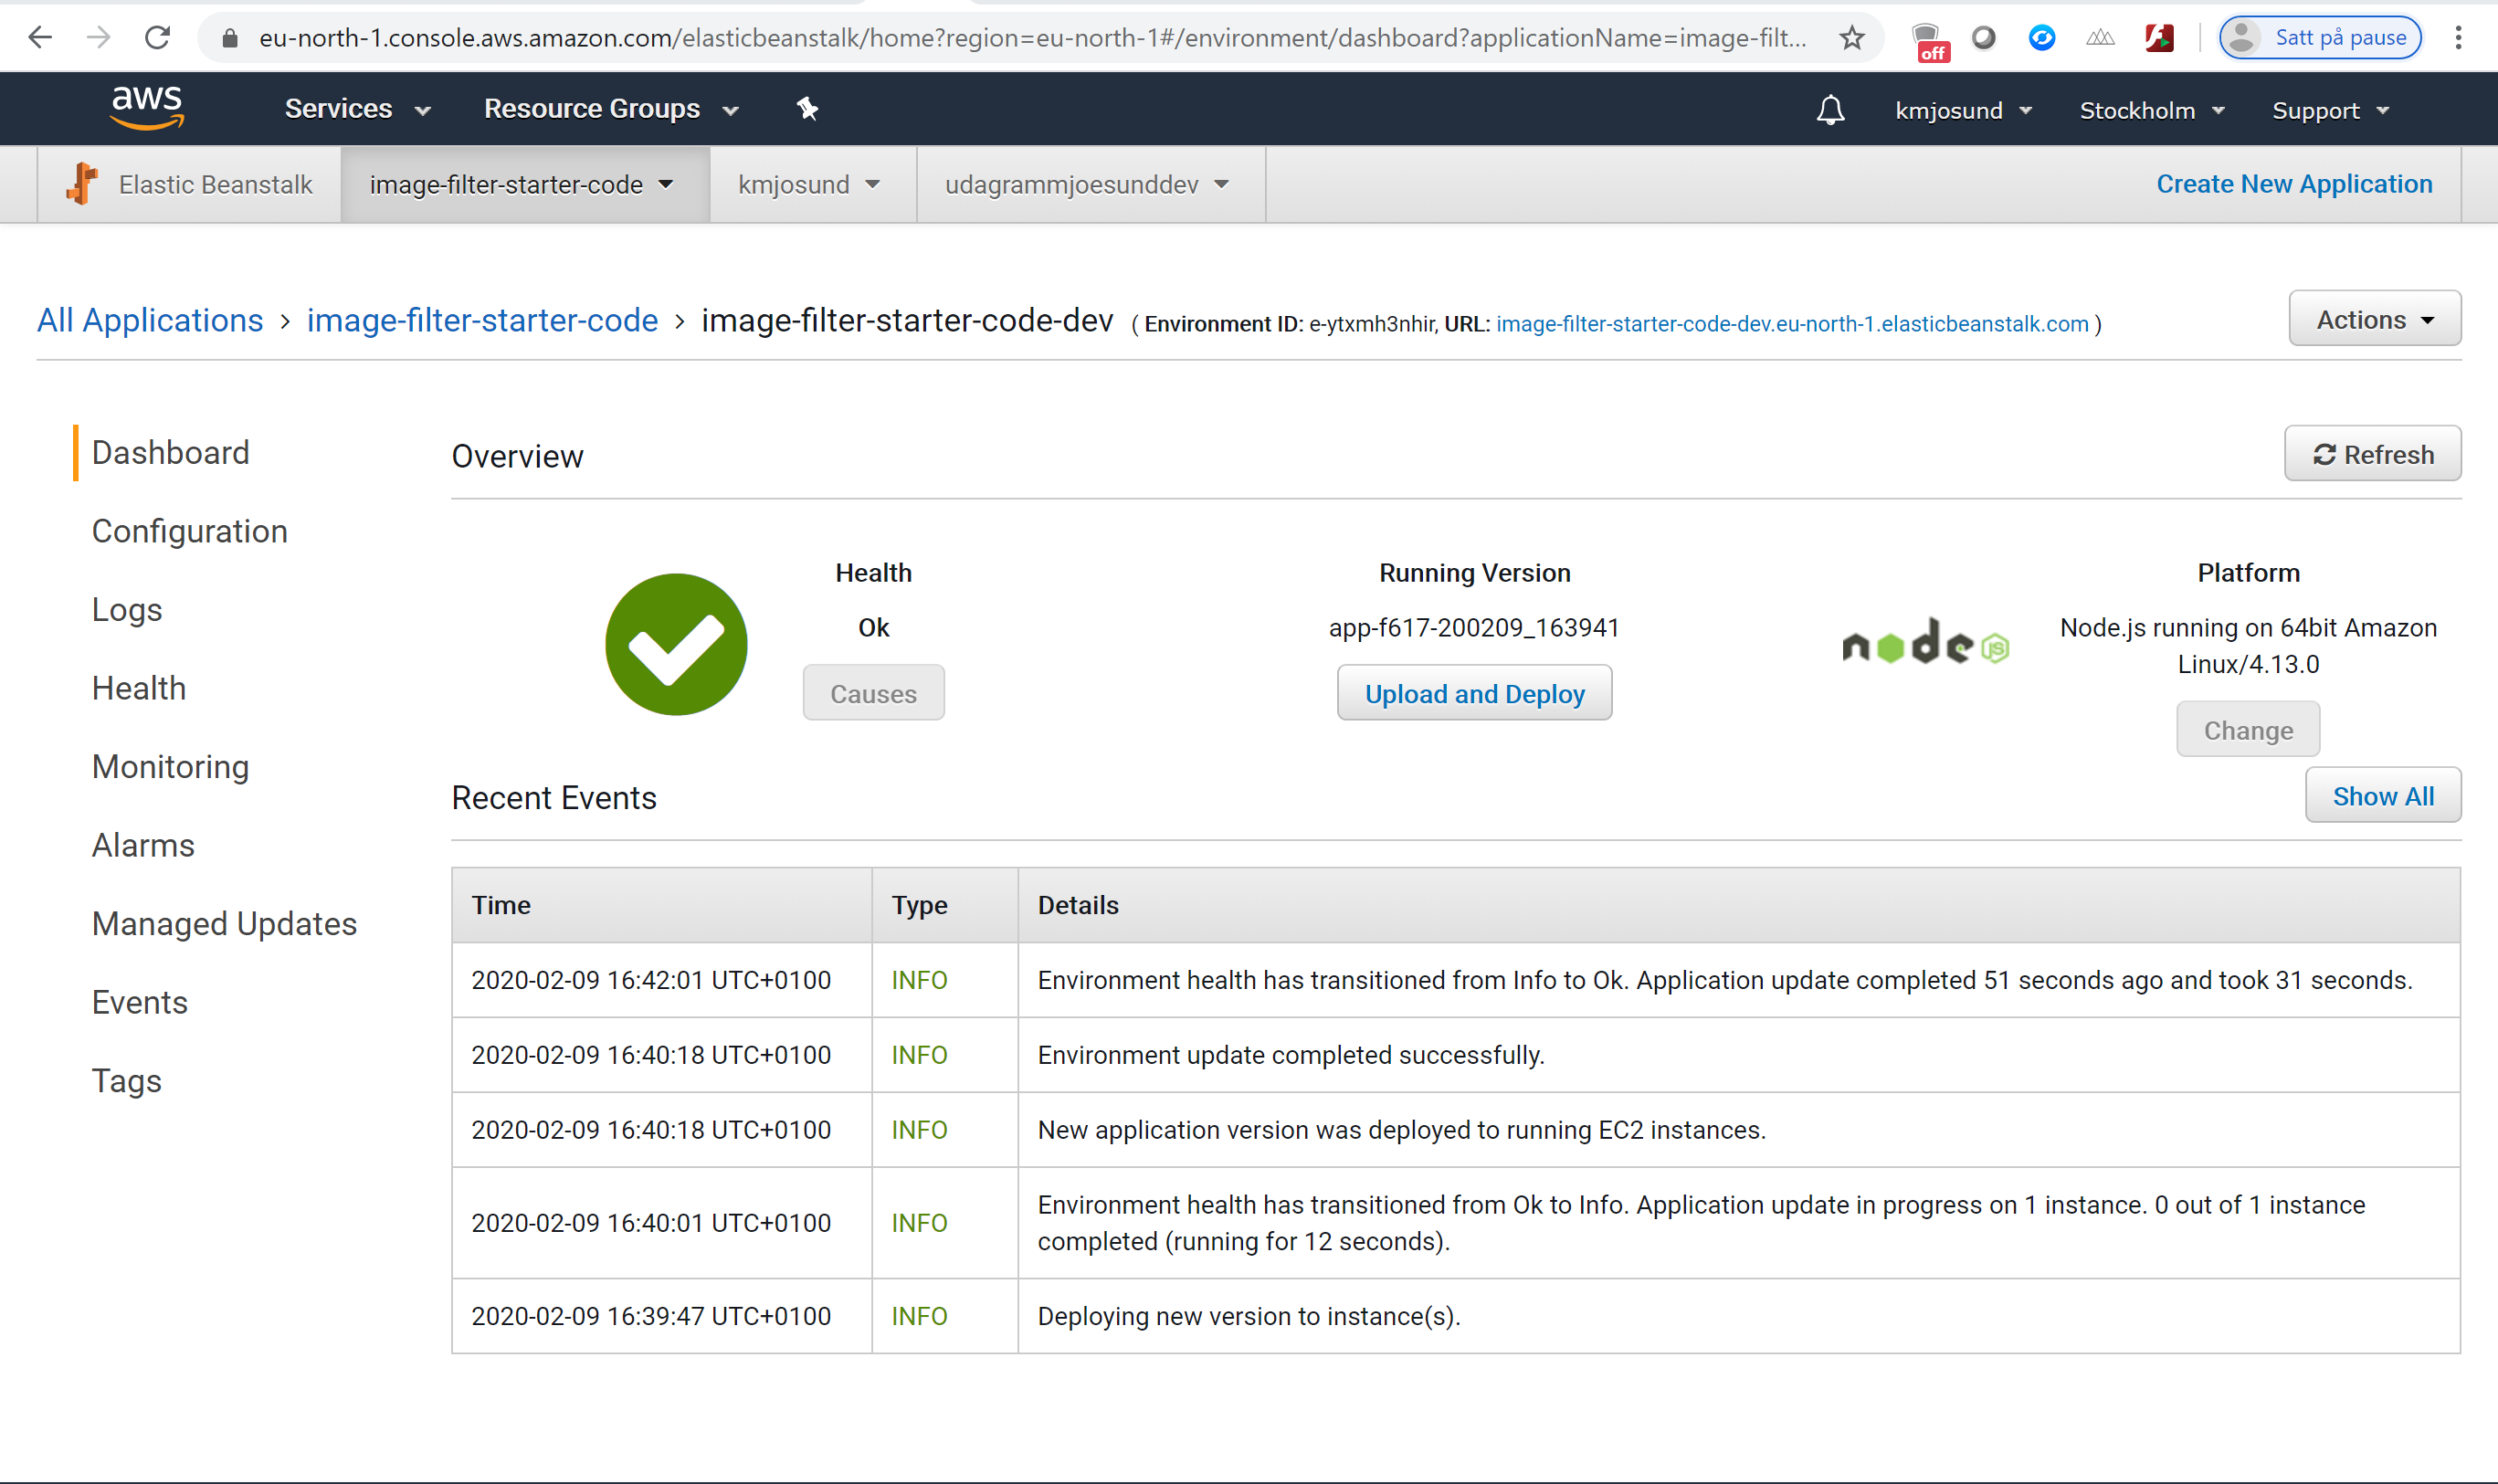 eu-north-1.console.aws.amazon.com/elasticbeanstalk/home?region=eu-north-1#/environment/dashboard?applicationName=image-filt...
off
Satt på pause
aws
Services
Resource Groups
kmjosund
Stockholm
Support
Elastic Beanstalk
image-filter-starter-code
kmjosund
udagrammjoesunddev
Create New Application
All Applications > image-filter-starter-code > image-filter-starter-code-dev ( Environment ID: e-ytxmh3nhir, URL: image-filter-starter-code-dev.eu-north-1.elasticbeanstalk.com )
Actions
Dashboard
Configuration
Logs
Health
Monitoring
Alarms
Managed Updates
Events
Tags
Overview
Refresh
Health
Ok
Causes
Running Version
app-f617-200209_163941
Upload and Deploy
node JS
Platform
Node.js running on 64bit Amazon
Linux/4.13.0
Change
Recent Events
Show All
Time Type Details
2020-02-09 16:42:01 UTC+0100 INFO Environment health has transitioned from Info to Ok. Application update completed 51 seconds ago and took 31 seconds.
2020-02-09 16:40:18 UTC+0100 INFO Environment update completed successfully.
2020-02-09 16:40:18 UTC+0100 INFO New application version was deployed to running EC2 instances.
2020-02-09 16:40:01 UTC+0100 INFO Environment health has transitioned from Ok to Info. Application update in progress on 1 instance. 0 out of 1 instance
completed (running for 12 seconds).
2020-02-09 16:39:47 UTC+0100 INFO Deploying new version to instance(s).